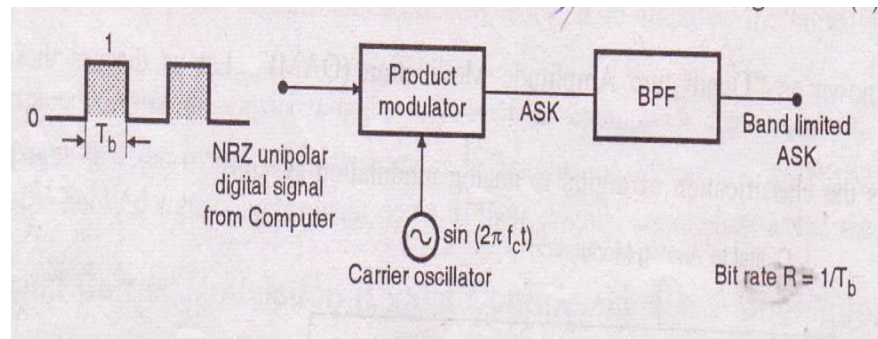 1
0
T_b
NRZ unipolar
digital signal
from Computer
Product
modulator
ASK
BPF
Band limited
ASK
sin (2π f_c t)
Carrier oscillator
Bit rate R = 1/T_b